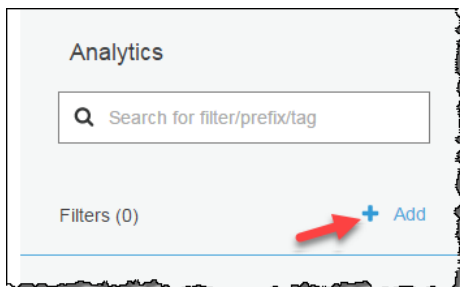 Analytics
Search for filter/prefix/tag
Filters (0) + Add